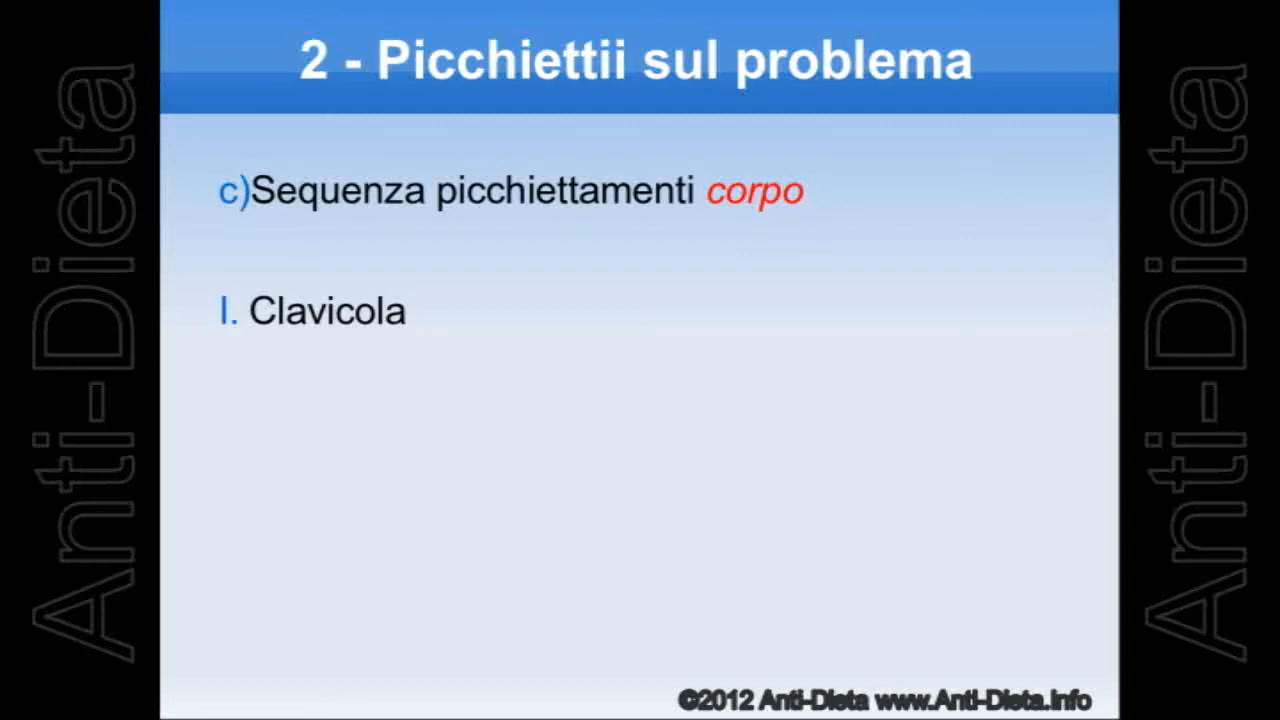 2 - Picchiettii sul problema
c)Sequenza picchiettamenti corpo
I. Clavicola
©2012 Anti-Dieta www.Anti-Dieta.info
Anti-Dieta
Anti-Dieta